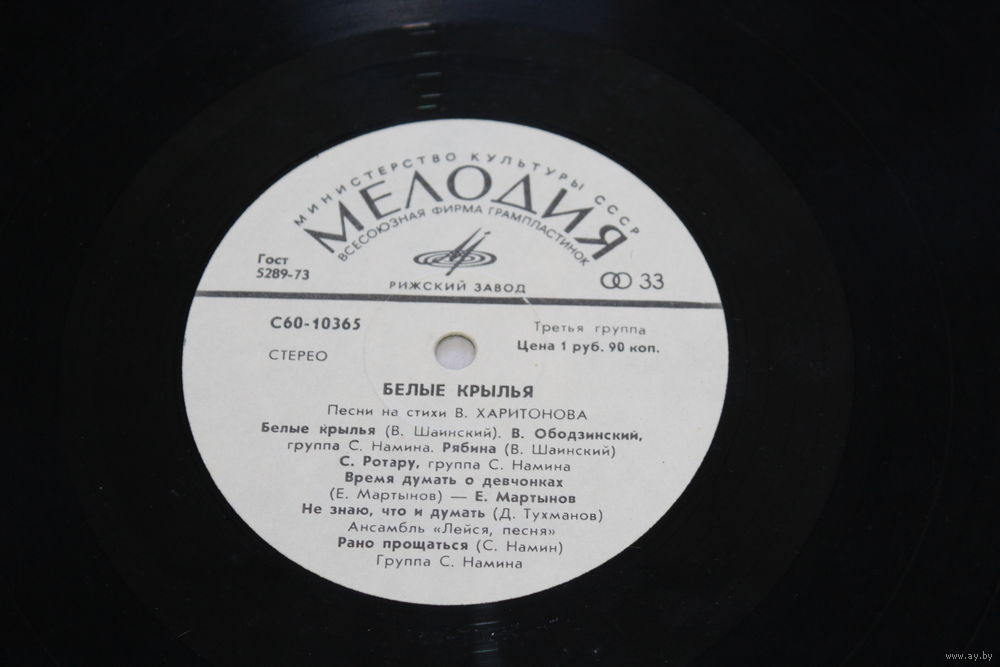 МИНИСТЕРСТВО КУЛЬТУРЫ СССР
МЕЛОДИЯ
ВСЕСОЮЗНАЯ ФИРМА ГРАМПЛАСТИНОК
Гост
5289-73
РИЖСКИЙ ЗАВОД
33
С60-10365
Третья группа
СТЕРЕО
Цена 1 руб. 90 коп.
БЕЛЫЕ КРЫЛЬЯ
Песни на стихи В. ХАРИТОНОВА
Белые крылья (В. Шаинский). В. Ободзинский,
группа С. Намина. Рябина (В. Шаинский)
С. Ротару, группа С. Намина
Время думать о девчонках
(Е. Мартынов) — Е. Мартынов
Не знаю, что и думать (Д. Тухманов)
Ансамбль «Лейся, песня»
Рано прощаться (С. Намин)
Группа С. Намина
www.ay.by